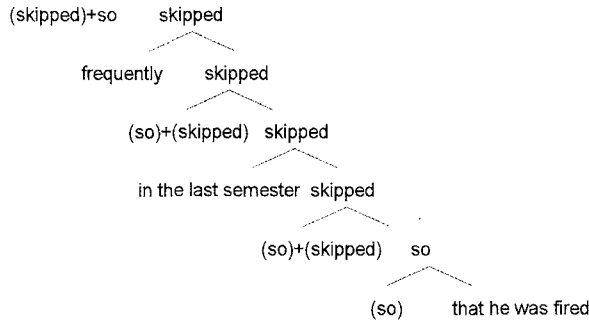 (skipped)+so skipped
frequently skipped
(so)+(skipped) skipped
in the last semester skipped
(so)+(skipped) so
(so) that he was fired